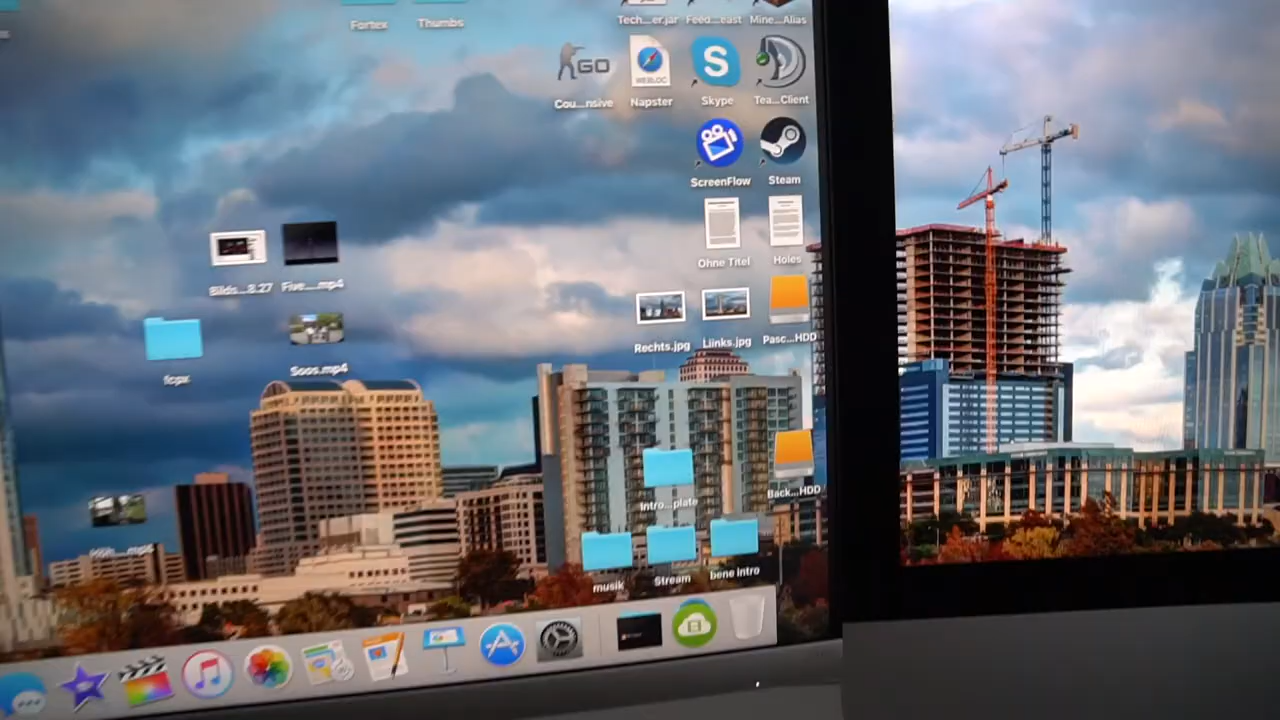 Fortex
Thumbs
Tech...er.jar
Feed...east
Mine...Alias
GO
WEBLOC
S
Cou...nsive
Napster
Skype
Tea...Client
ScreenFlow
Steam
Ohne Titel
Holes
Bilds...8.27
Five....mp4
Rechts.jpg
Liinks.jpg
Pasc...HDD
fcpx
Soos.mp4
Back...HDD
Intro...plate
musik
Stream
bene intro